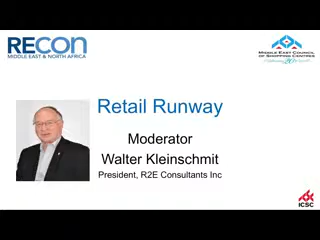 RECON
MIDDLE EAST & NORTH AFRICA
MIDDLE EAST COUNCIL
OF SHOPPING CENTRES
Retail Runway
Moderator
Walter Kleinschmit
President, R2E Consultants Inc
ICSC